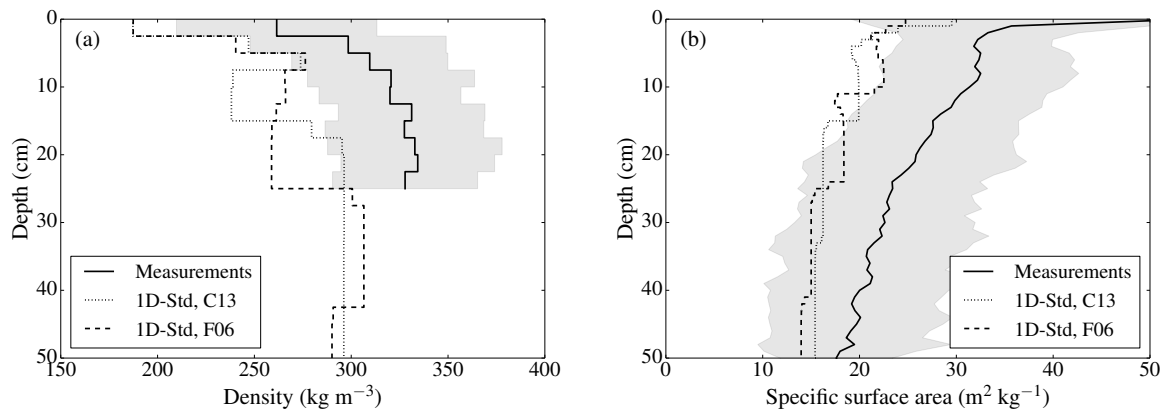 (a)
0
10
20
30
40
50
Depth (cm)
Measurements
1D-Std, C13
1D-Std, F06
150 200 250 300 350 400
Density (kg m⁻³)
(b)
0
10
20
30
40
50
Depth (cm)
Measurements
1D-Std, C13
1D-Std, F06
0 10 20 30 40 50
Specific surface area (m² kg⁻¹)